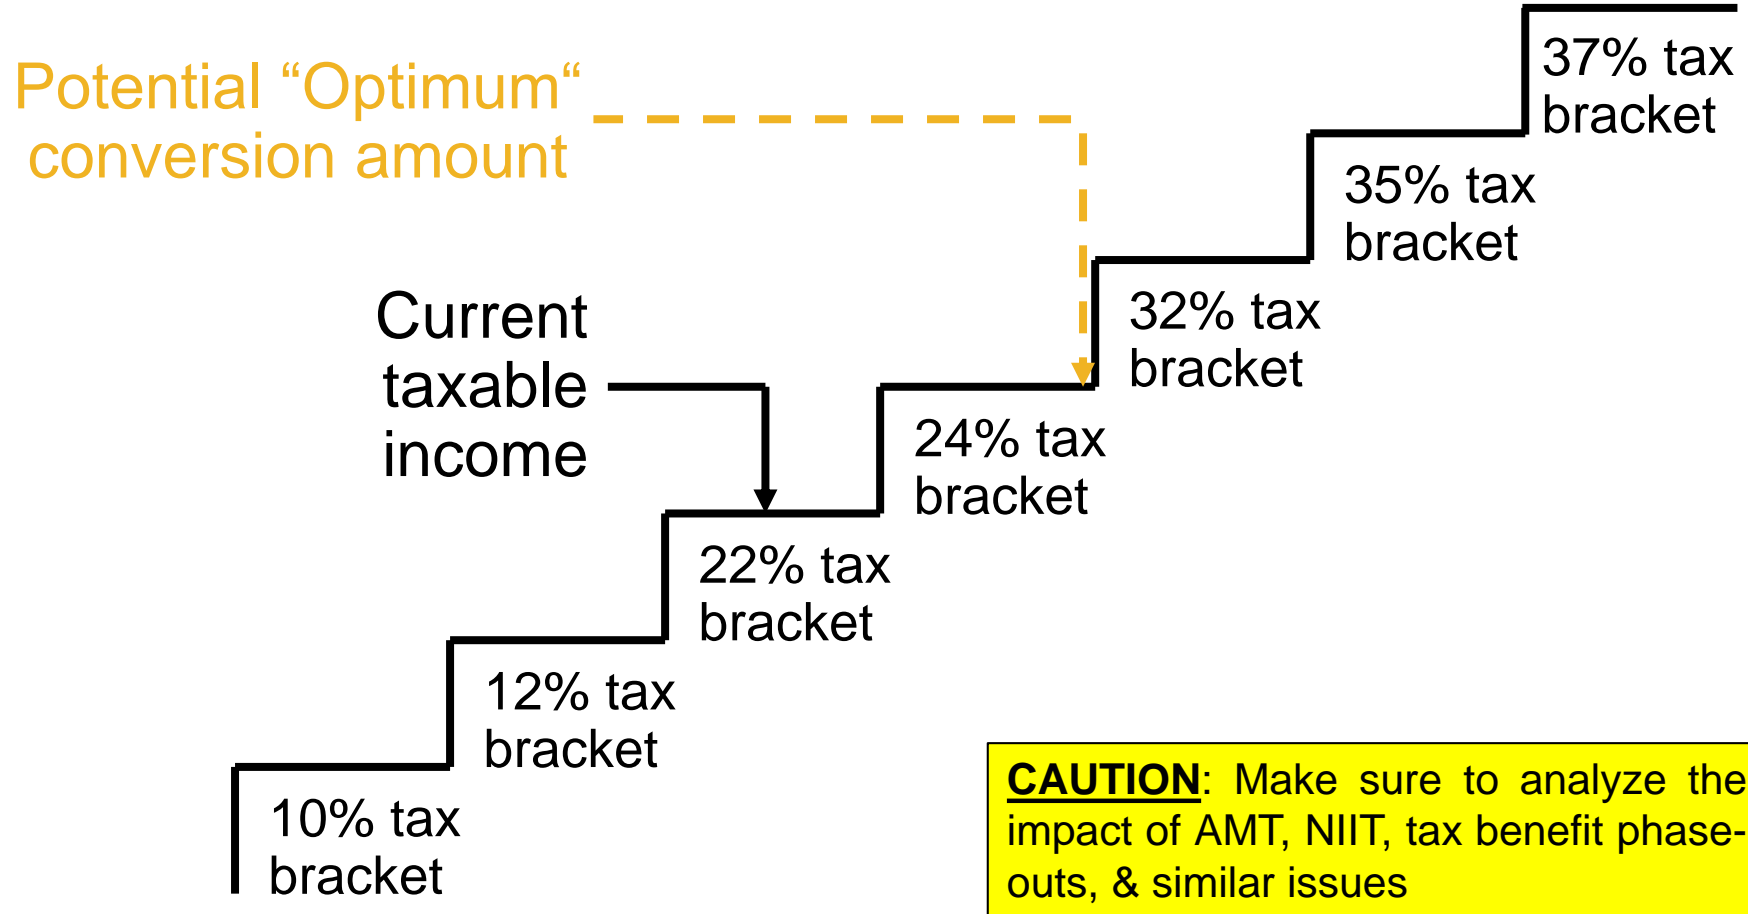 Potential “Optimum“
conversion amount
Current
taxable
income
37% tax
bracket
35% tax
bracket
32% tax
bracket
24% tax
bracket
22% tax
bracket
12% tax
bracket
10% tax
bracket
CAUTION: Make sure to analyze the
impact of AMT, NIIT, tax benefit phase-
outs, & similar issues